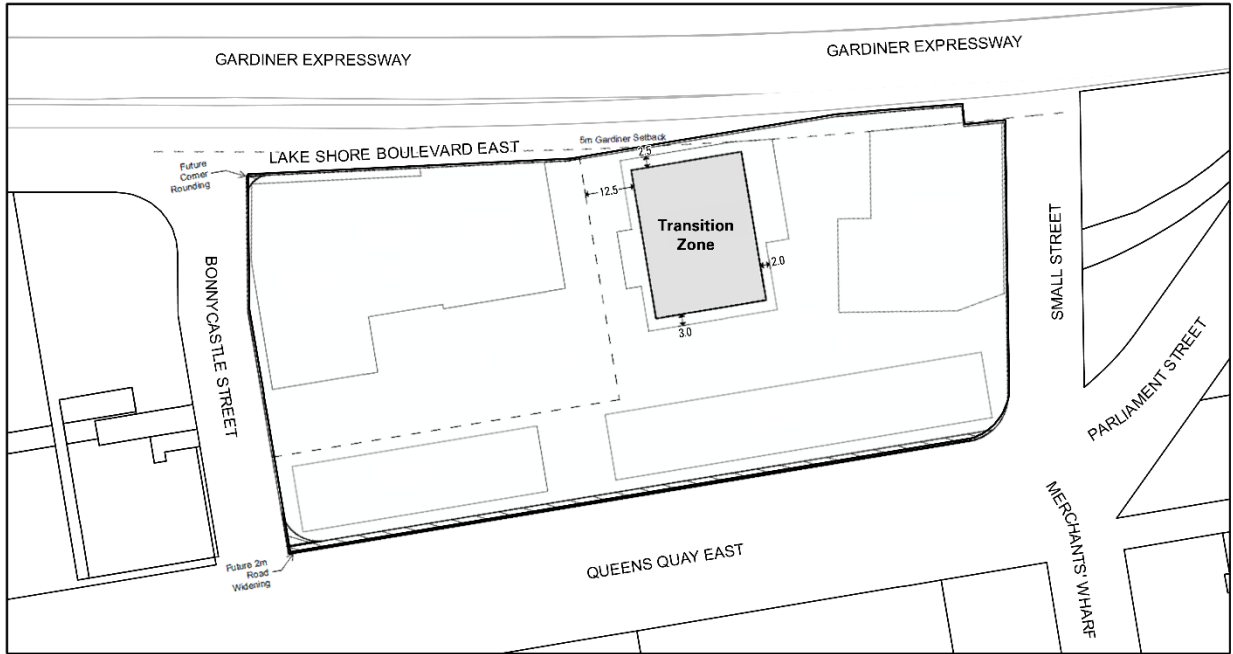 GARDINER EXPRESSWAY
GARDINER EXPRESSWAY
5m Gardiner Setback
LAKE SHORE BOULEVARD EAST
Future
Corner
Rounding
2.5
12.5
Transition
Zone
2.0
3.0
BONNYCASTLE STREET
SMALL STREET
PARLIAMENT STREET
MERCHANTS' WHARF
QUEENS QUAY EAST
Future 2m
Road
Widening